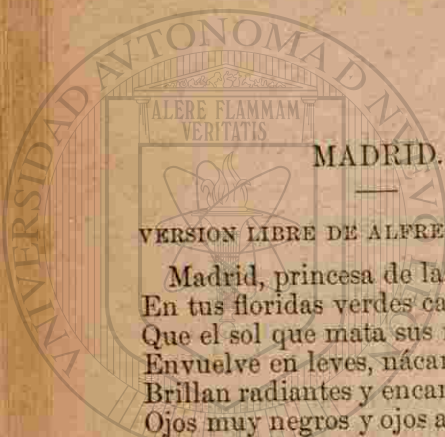 UNIVERSIDAD AUTONOMA DE NUEVO
ALERE FLAMMAM
VERITATIS
MADRID.
VERSION LIBRE DE ALFRE
Madrid, princesa de la
En tus floridas verdes ca
Que el sol que mata sus
Envuelve en leves, nácar
Brillan radiantes y encar
Ojos muy negros y ojos a